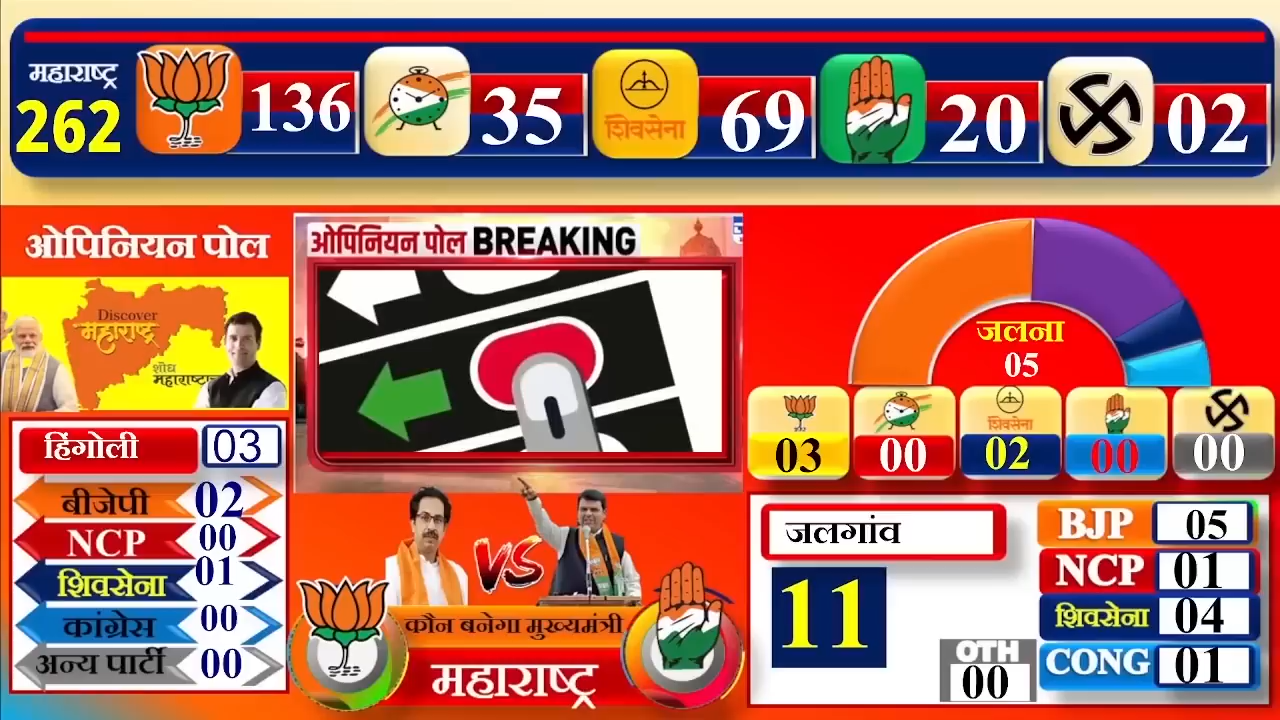 महाराष्ट्र
262
136
35
शिवसेना
69
20
02
ओपिनियन पोल
Discover
महाराष्ट्र
शोध
हिंगोली 03
बीजेपी 02
NCP 00
शिवसेना 01
कांग्रेस 00
अन्य पार्टी 00
ओपिनियन पोल BREAKING
VS
कौन बनेगा मुख्यमंत्री
महाराष्ट्र
जलना
05
शिवसेना
03 00 02 00 00
जलगांव
11
OTH
00
BJP 05
NCP 01
शिवसेना 04
CONG 01